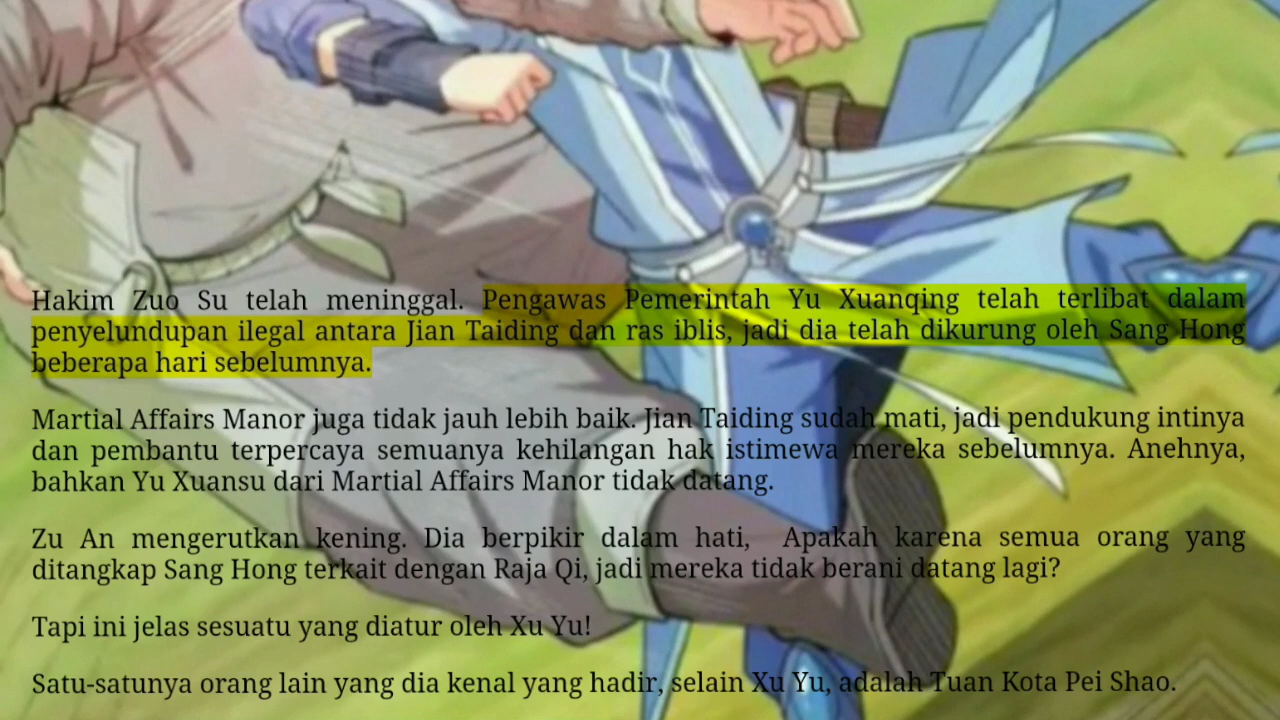 Hakim Zuo Su telah meninggal. Pengawas Pemerintah Yu Xuanqing telah terlibat dalam
penyelundupan ilegal antara Jian Taiding dan ras iblis, jadi dia telah dikurung oleh Sang Hong
beberapa hari sebelumnya.
Martial Affairs Manor juga tidak jauh lebih baik. Jian Taiding sudah mati, jadi pendukung intinya
dan pembantu terpercaya semuanya kehilangan hak istimewa mereka sebelumnya. Anehnya,
bahkan Yu Xuansu dari Martial Affairs Manor tidak datang.
Zu An mengerutkan kening. Dia berpikir dalam hati, Apakah karena semua orang yang
ditangkap Sang Hong terkait dengan Raja Qi, jadi mereka tidak berani datang lagi?
Tapi ini jelas sesuatu yang diatur oleh Xu Yu!
Satu-satunya orang lain yang dia kenal yang hadir, selain Xu Yu, adalah Tuan Kota Pei Shao.